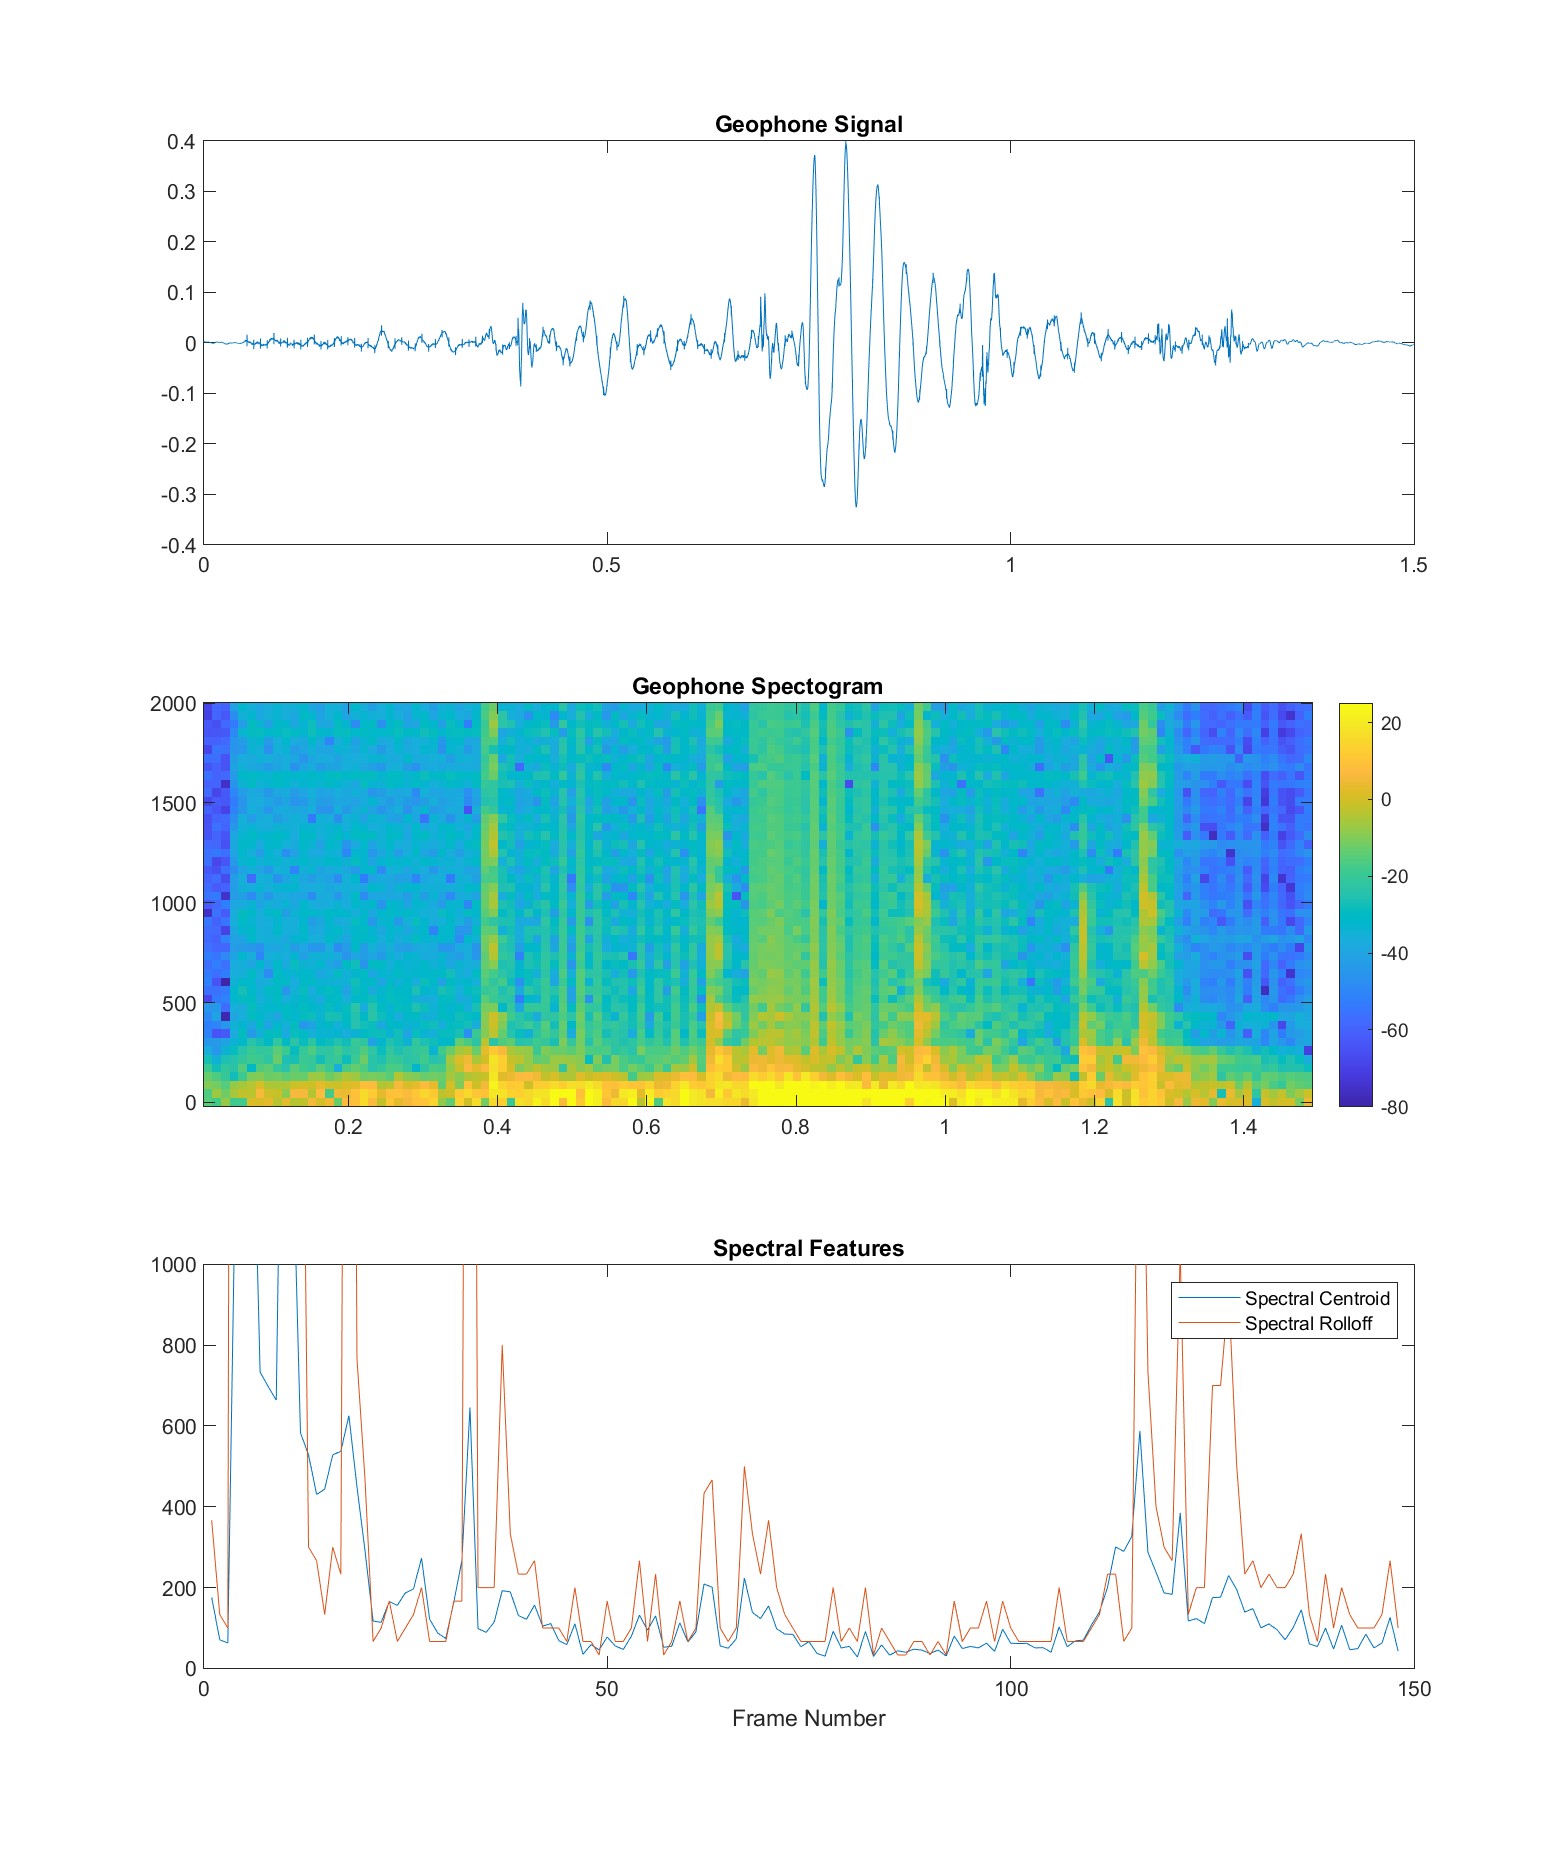 Geophone Signal
0.4
0.3
0.2
0.1
0
-0.1
-0.2
-0.3
-0.4
0 0.5 1 1.5
Geophone Spectogram
2000
1500
1000
500
0
0.2 0.4 0.6 0.8 1 1.2 1.4
20
0
-20
-40
-60
-80
Spectral Features
1000
800
600
400
200
0
Spectral Centroid
Spectral Rolloff
0 50 100 150
Frame Number